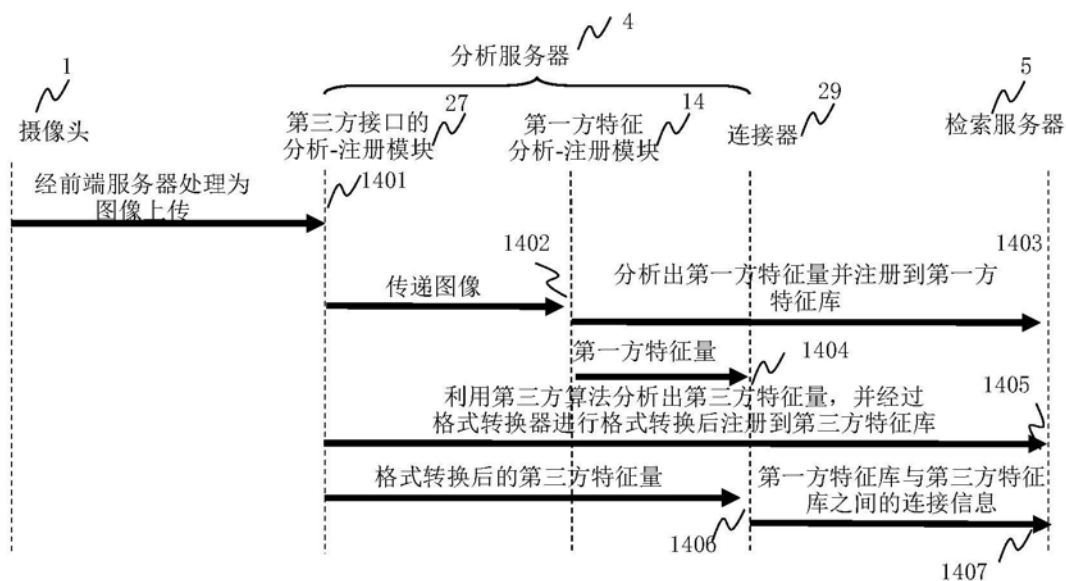 4
分析服务器
1
27
14
29
5
摄像头
第三方接口的
分析-注册模块
第一方特征
分析-注册模块
连接器
检索服务器
经前端服务器处理为
图像上传
1401
1402
1403
传递图像
分析出第一方特征量并注册到第一方
特征库
第一方特征量
1404
利用第三方算法分析出第三方特征量，并经过
格式转换器进行格式转换后注册到第三方特征库
1405
格式转换后的第三方特征量
第一方特征库与第三方特征
库之间的连接信息
1406
1407